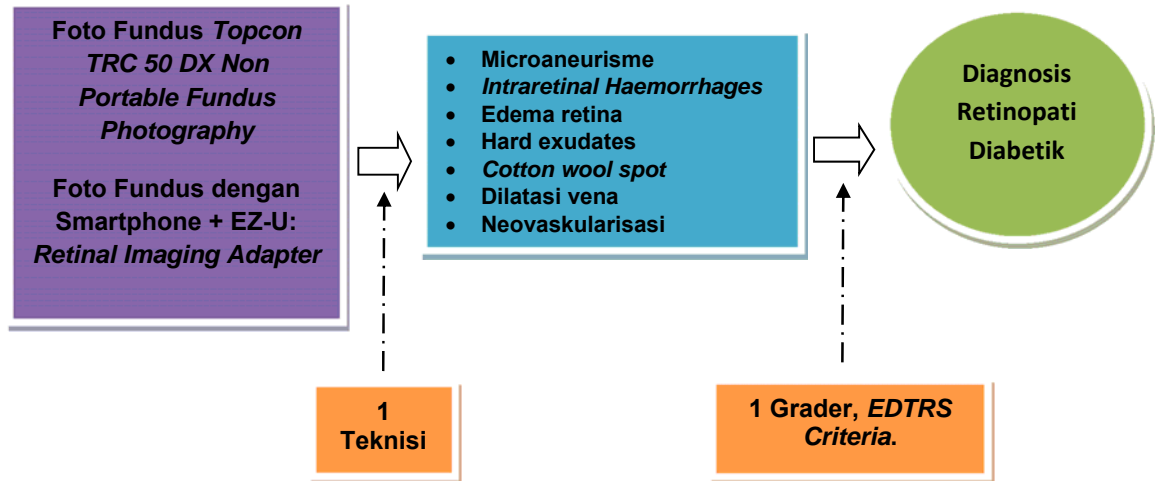 Foto Fundus Topcon
TRC 50 DX Non
Portable Fundus
Photography
Foto Fundus dengan
Smartphone + EZ-U:
Retinal Imaging Adapter
• Microaneurisme
• Intraretinal Haemorrhages
• Edema retina
• Hard exudates
• Cotton wool spot
• Dilatasi vena
• Neovaskularisasi
Diagnosis
Retinopati
Diabetik
1
Teknisi
1 Grader, EDTRS
Criteria.